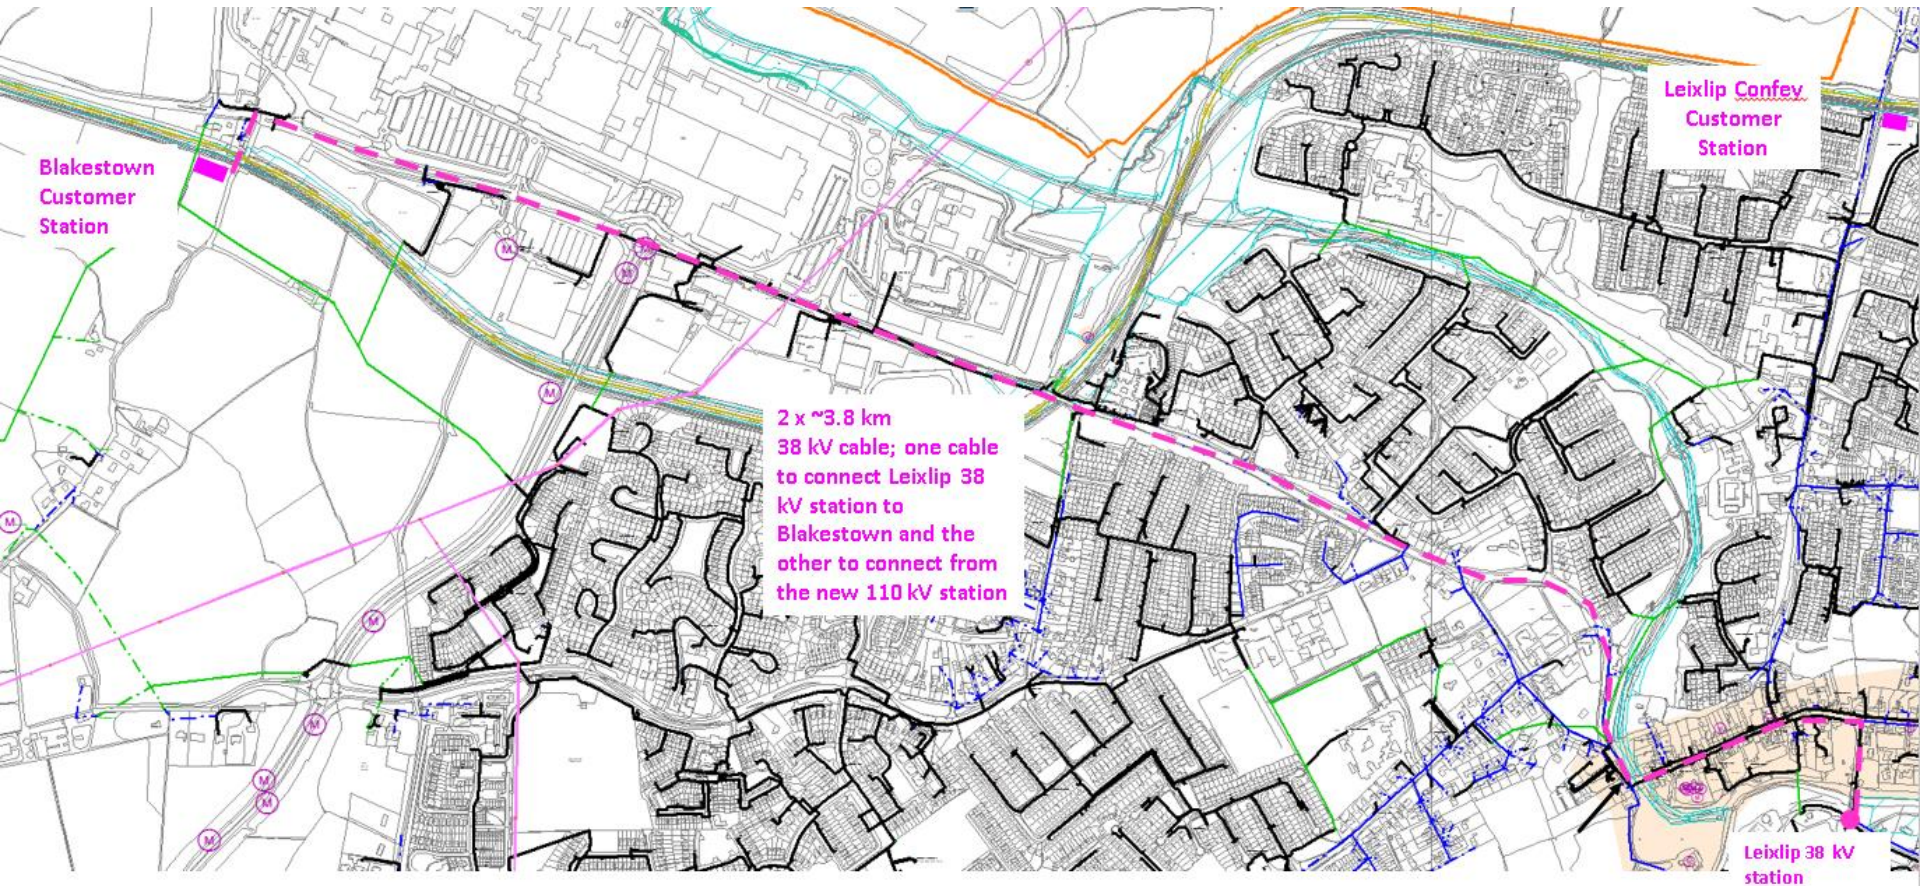 Blakestown
Customer
Station
Leixlip Confey
Customer
Station
2 x ~3.8 km
38 kV cable; one cable
to connect Leixlip 38
kV station to
Blakestown and the
other to connect from
the new 110 kV station
Leixlip 38 kV
station
M
M
M
M
M
M
M
M
M
M